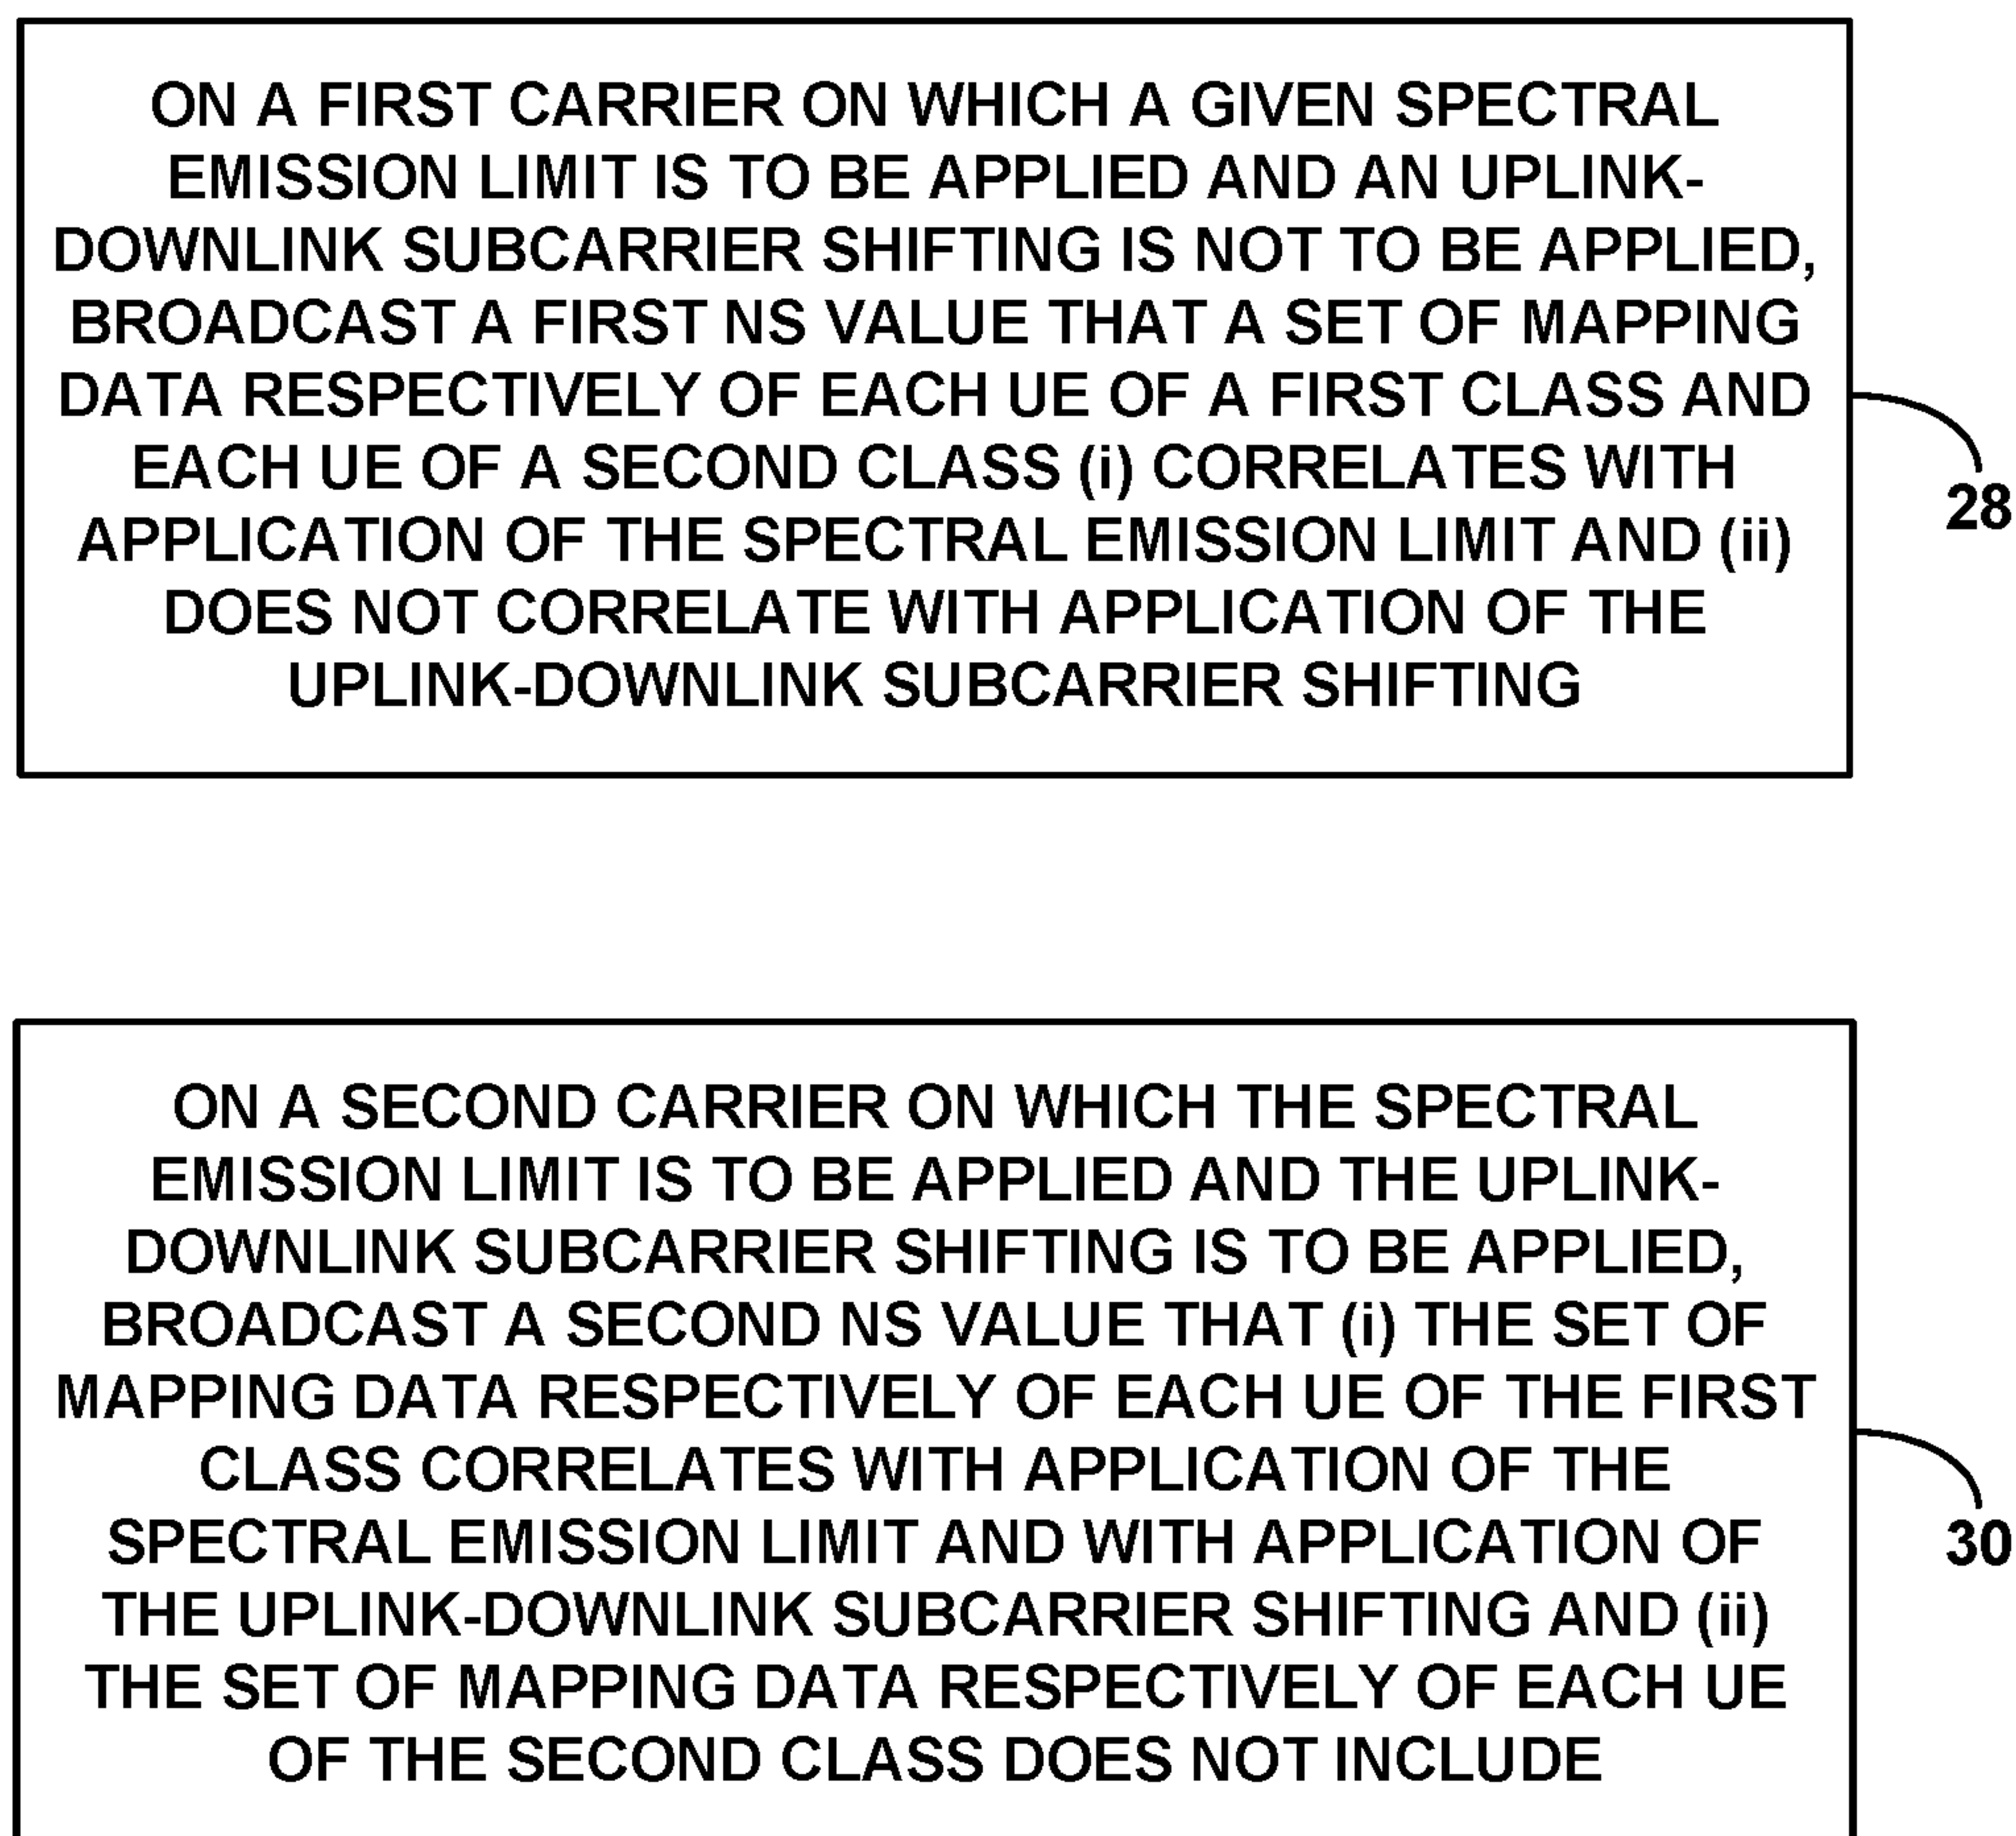 ON A FIRST CARRIER ON WHICH A GIVEN SPECTRAL
EMISSION LIMIT IS TO BE APPLIED AND AN UPLINK-
DOWNLINK SUBCARRIER SHIFTING IS NOT TO BE APPLIED,
BROADCAST A FIRST NS VALUE THAT A SET OF MAPPING
DATA RESPECTIVELY OF EACH UE OF A FIRST CLASS AND
EACH UE OF A SECOND CLASS (i) CORRELATES WITH
APPLICATION OF THE SPECTRAL EMISSION LIMIT AND (ii)
DOES NOT CORRELATE WITH APPLICATION OF THE
UPLINK-DOWNLINK SUBCARRIER SHIFTING
28
ON A SECOND CARRIER ON WHICH THE SPECTRAL
EMISSION LIMIT IS TO BE APPLIED AND THE UPLINK-
DOWNLINK SUBCARRIER SHIFTING IS TO BE APPLIED,
BROADCAST A SECOND NS VALUE THAT (i) THE SET OF
MAPPING DATA RESPECTIVELY OF EACH UE OF THE FIRST
CLASS CORRELATES WITH APPLICATION OF THE
SPECTRAL EMISSION LIMIT AND WITH APPLICATION OF
THE UPLINK-DOWNLINK SUBCARRIER SHIFTING AND (ii)
THE SET OF MAPPING DATA RESPECTIVELY OF EACH UE
OF THE SECOND CLASS DOES NOT INCLUDE
30